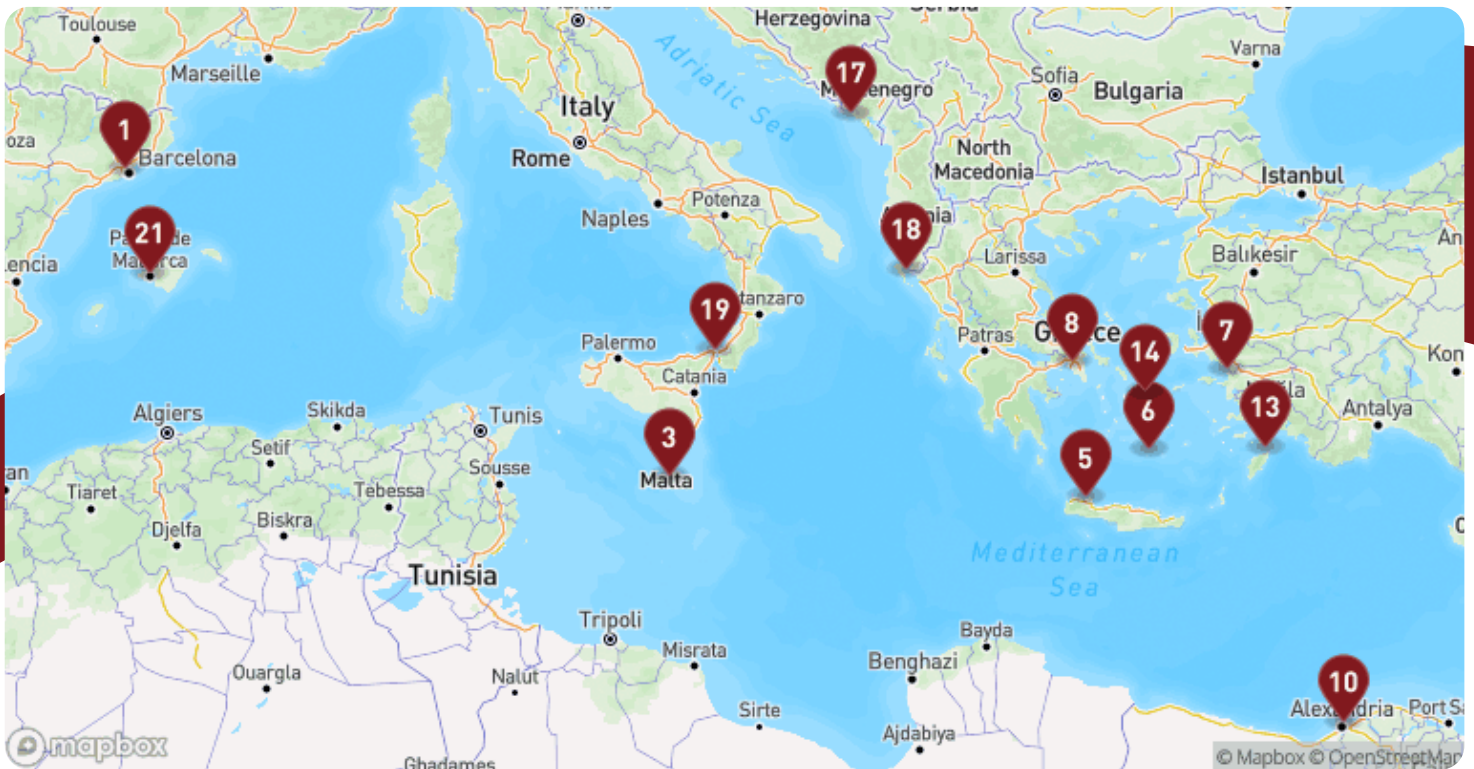 Toulouse
Marseille
Herzegovina
Varna
Sofia
Bulgaria
17
Adriatic Sea
Italy
Rome
1
Barcelona
North
Macedonia
Istanbul
Potenza
Naples
21
18
Larissa
Balıkesir
19
Palermo
Catania
Patras
8
7
14
Algiers
Skikda
Tunis
3
Malta
6
13
Antalya
5
Setif
Sousse
Tiaret
Tebessa
Biskra
Djelfa
Mediterranean
Sea
Tunisia
Tripoli
Misrata
Bayda
Benghazi
Ouargla
Nalut
10
Sirte
Ajdabiya
mapbox
© Mapbox © OpenStreetMap